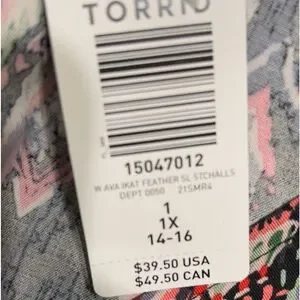 TORRID
15047012
W AVA IKAT FEATHER SL STCHALLS
DEPT 0050 21SMR4
1
1X
14-16
$39.50 USA
$49.50 CAN